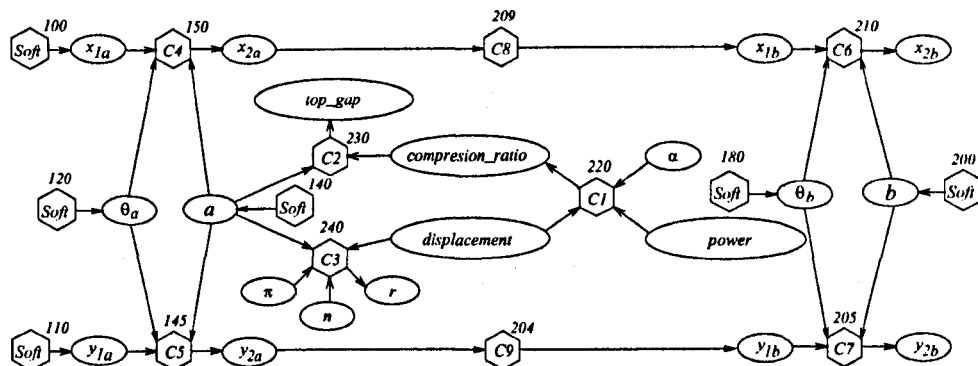 100 150 209 210
Soft x1a C4 x2a C8 x1b C6 x2b
top_gap
230
C2 compresion_ratio α
120 140 220 180 200
Soft θa a Soft C1 Soft θb b Soft
240
C3 displacement power
π r
n
110 145 204 205
Soft y1a C5 y2a C9 y1b C7 y2b